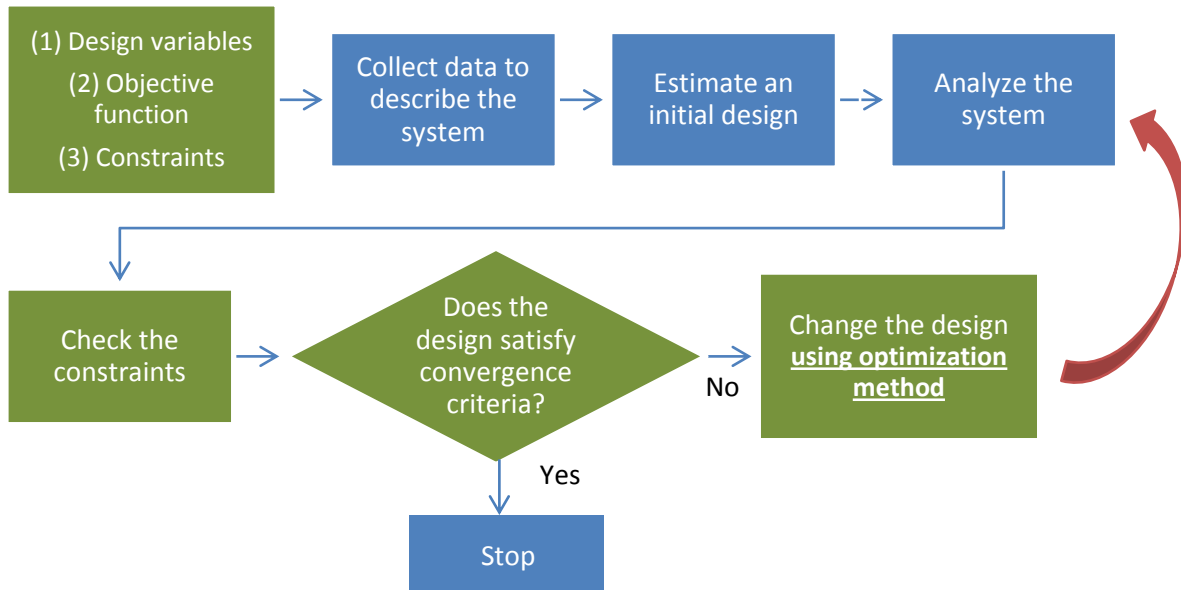 (1) Design variables
(2) Objective
function
(3) Constraints
Collect data to
describe the
system
Estimate an
initial design
Analyze the
system
Check the
constraints
Does the
design satisfy
convergence
criteria?
No
Change the design
using optimization
method
Yes
Stop